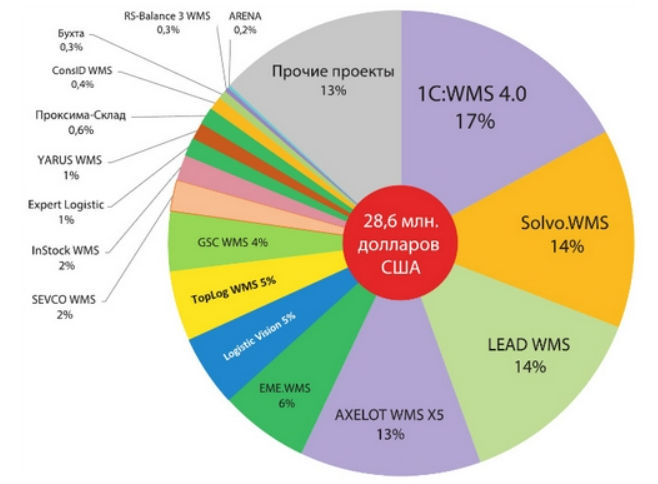 RS-Balance 3 WMS
0,3%
ARENA
0,2%
Бухта
0,3%
ConsID WMS
0,4%
Проксима-Склад
0,6%
YARUS WMS
1%
Expert Logistic
1%
InStock WMS
2%
SEVCO WMS
2%
Прочие проекты
13%
1С:WMS 4.0
17%
Solvo.WMS
14%
LEAD WMS
14%
AXELOT WMS X5
13%
EME.WMS
6%
Logistic Vision 5%
TopLog WMS 5%
GSC WMS 4%
28,6 млн.
долларов
США